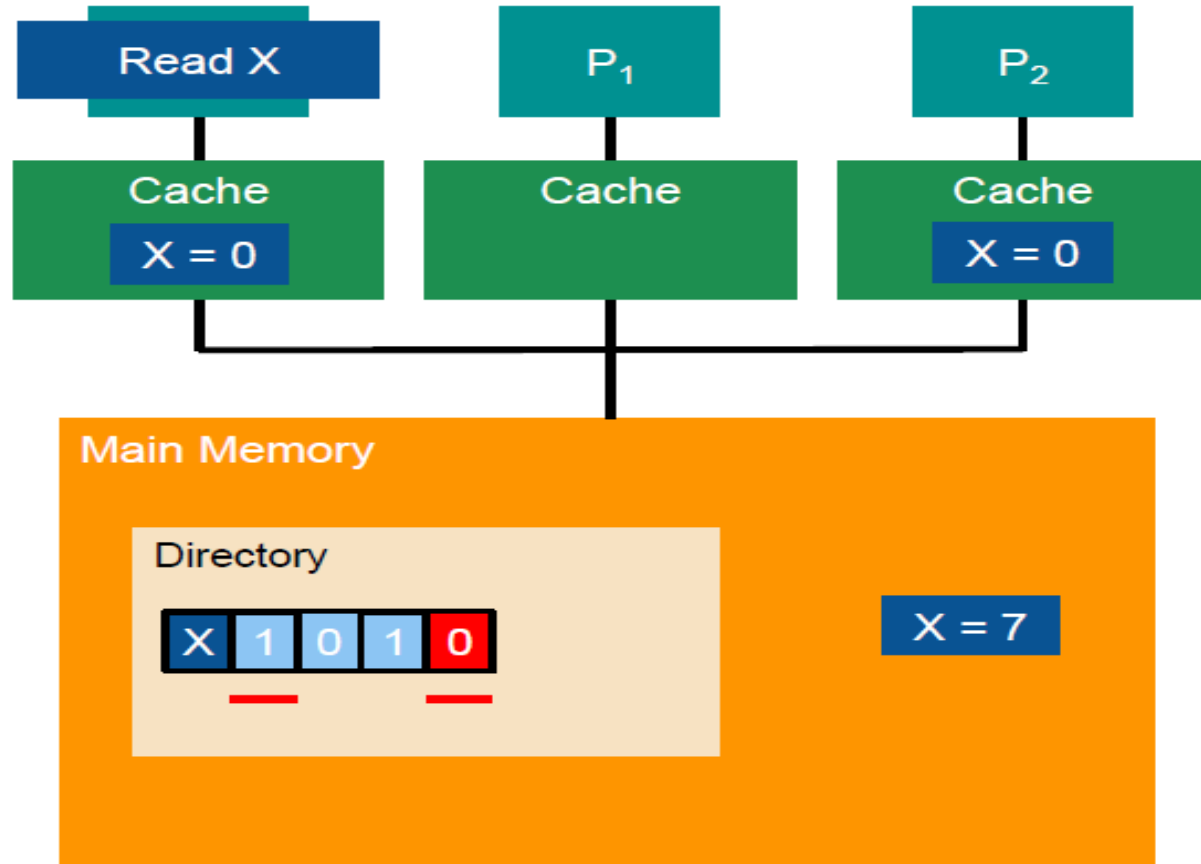 Read X
P₁
P₂
Cache
Cache
Cache
X = 0
X = 0
Main Memory
Directory
X 1 0 1 0
X = 7